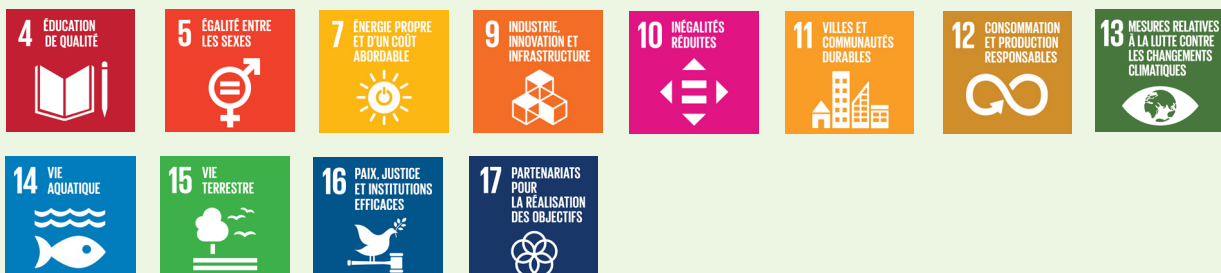 4 ÉDUCATION
DE QUALITÉ
5 ÉGALITÉ ENTRE
LES SEXES
7 ÉNERGIE PROPRE
ET D'UN COÛT
ABORDABLE
9 INDUSTRIE,
INNOVATION ET
INFRASTRUCTURE
10 INÉGALITÉS
RÉDUITES
11 VILLES ET
COMMUNAUTÉS
DURABLES
12 CONSOMMATION
ET PRODUCTION
RESPONSABLES
13 MESURES RELATIVES
À LA LUTTE CONTRE
LES CHANGEMENTS
CLIMATIQUES
14 VIE
AQUATIQUE
15 VIE
TERRESTRE
16 PAIX, JUSTICE
ET INSTITUTIONS
EFFICACES
17 PARTENARIATS
POUR
LA RÉALISATION
DES OBJECTIFS